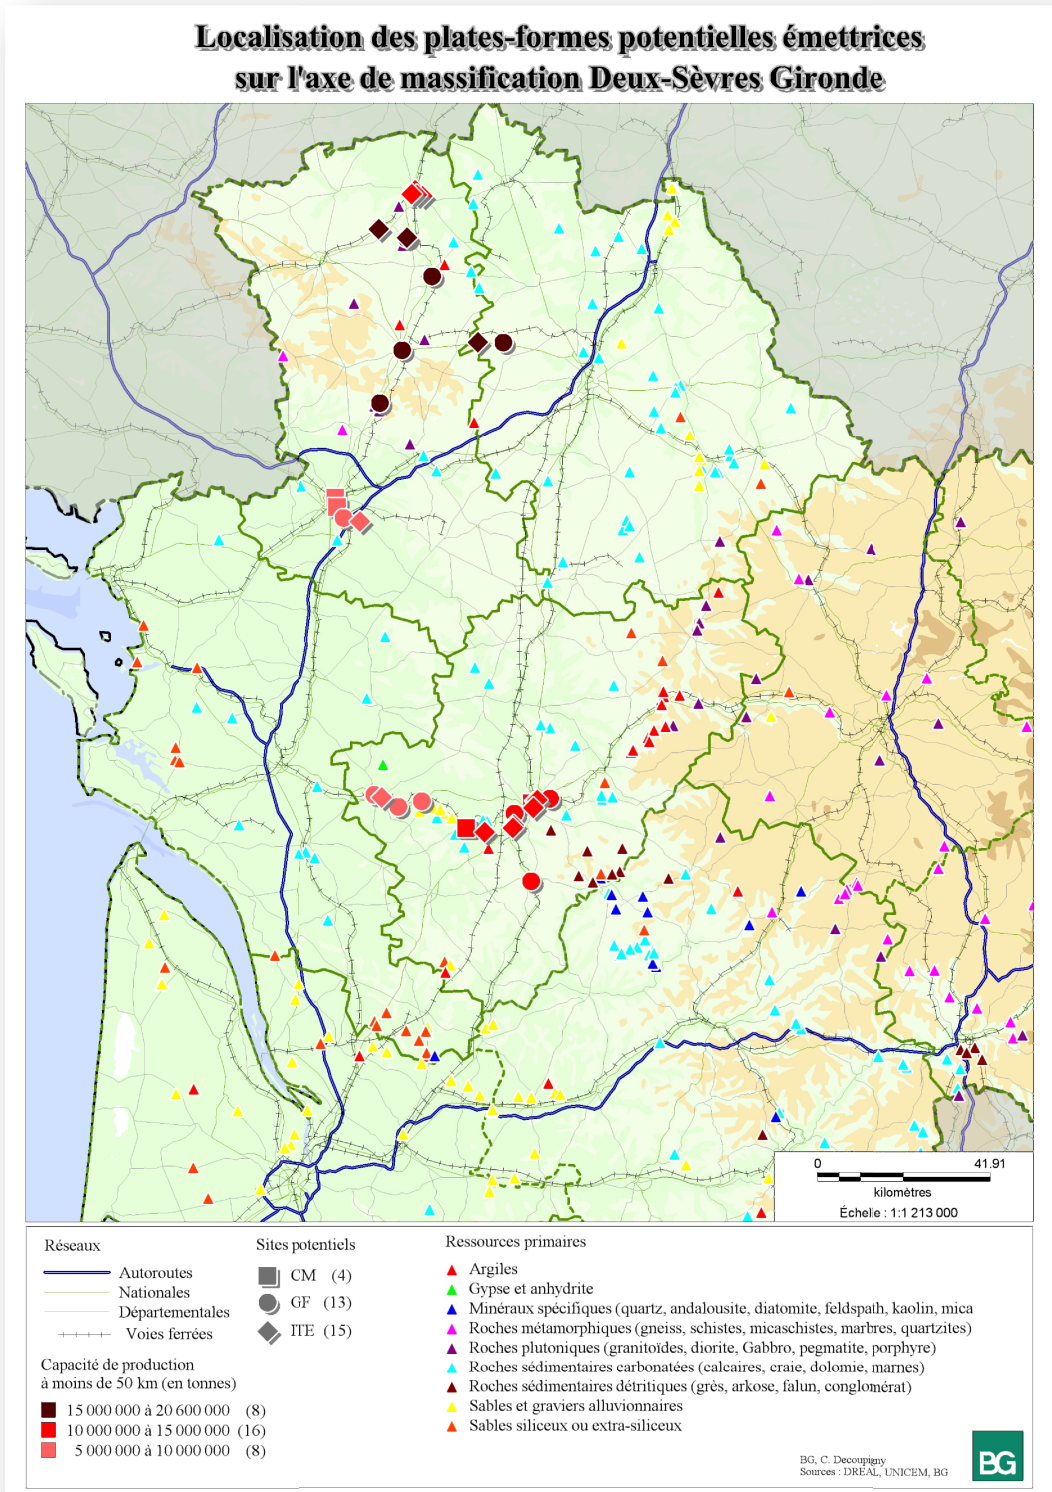 Localisation des plates-formes potentielles émettrices
sur l'axe de massification Deux-Sèvres Gironde
0 41.91
kilomètres
Échelle : 1:1 213 000
Réseaux
Autoroutes
Nationales
Départementales
Voies ferrées
Capacité de production
à moins de 50 km (en tonnes)
15 000 000 à 20 600 000 (8)
10 000 000 à 15 000 000 (16)
5 000 000 à 10 000 000 (8)
Sites potentiels
CM (4)
GF (13)
ITE (15)
Ressources primaires
Argiles
Gypse et anhydrite
Minéraux spécifiques (quartz, andalousite, diatomite, feldspath, kaolin, mica
Roches métamorphiques (gneiss, schistes, micaschistes, marbres, quartzites)
Roches plutoniques (granitoïdes, diorite, Gabbro, pegmatite, porphyre)
Roches sédimentaires carbonatées (calcaires, craie, dolomie, marnes)
Roches sédimentaires détritiques (grès, arkose, falun, conglomérat)
Sables et graviers alluvionnaires
Sables siliceux ou extra-siliceux
BG, C. Decoupigny
Sources : DREAL, UNICEM, BG
BG